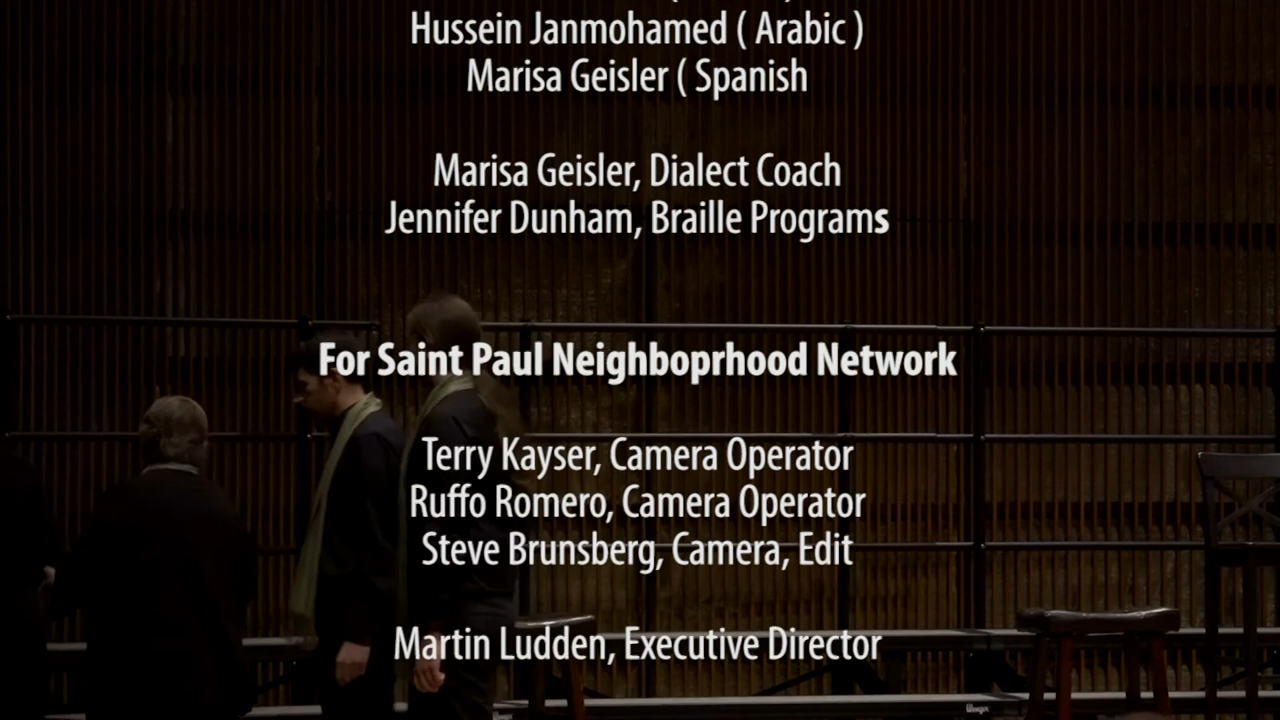 Hussein Janmohamed ( Arabic )
Marisa Geisler ( Spanish
Marisa Geisler, Dialect Coach
Jennifer Dunham, Braille Programs
For Saint Paul Neighboprhood Network
Terry Kayser, Camera Operator
Ruffo Romero, Camera Operator
Steve Brunsberg, Camera, Edit
Martin Ludden, Executive Director
Wenger